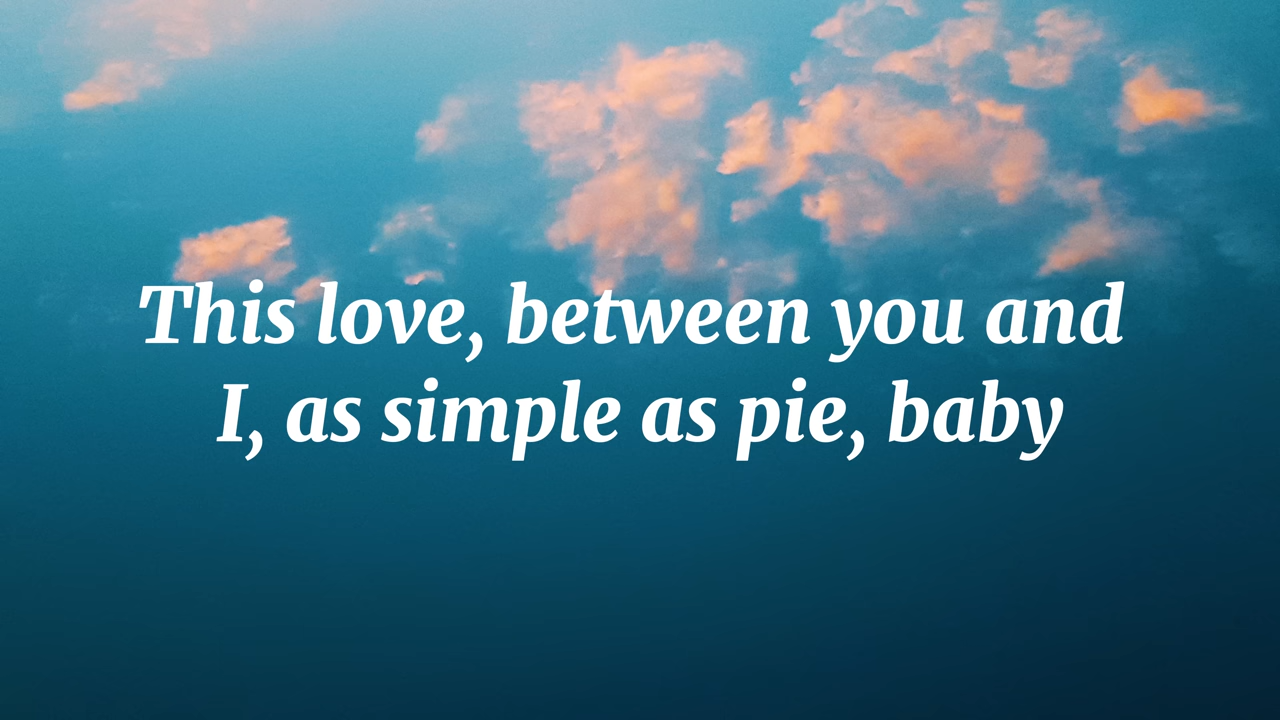 This love, between you and
I, as simple as pie, baby